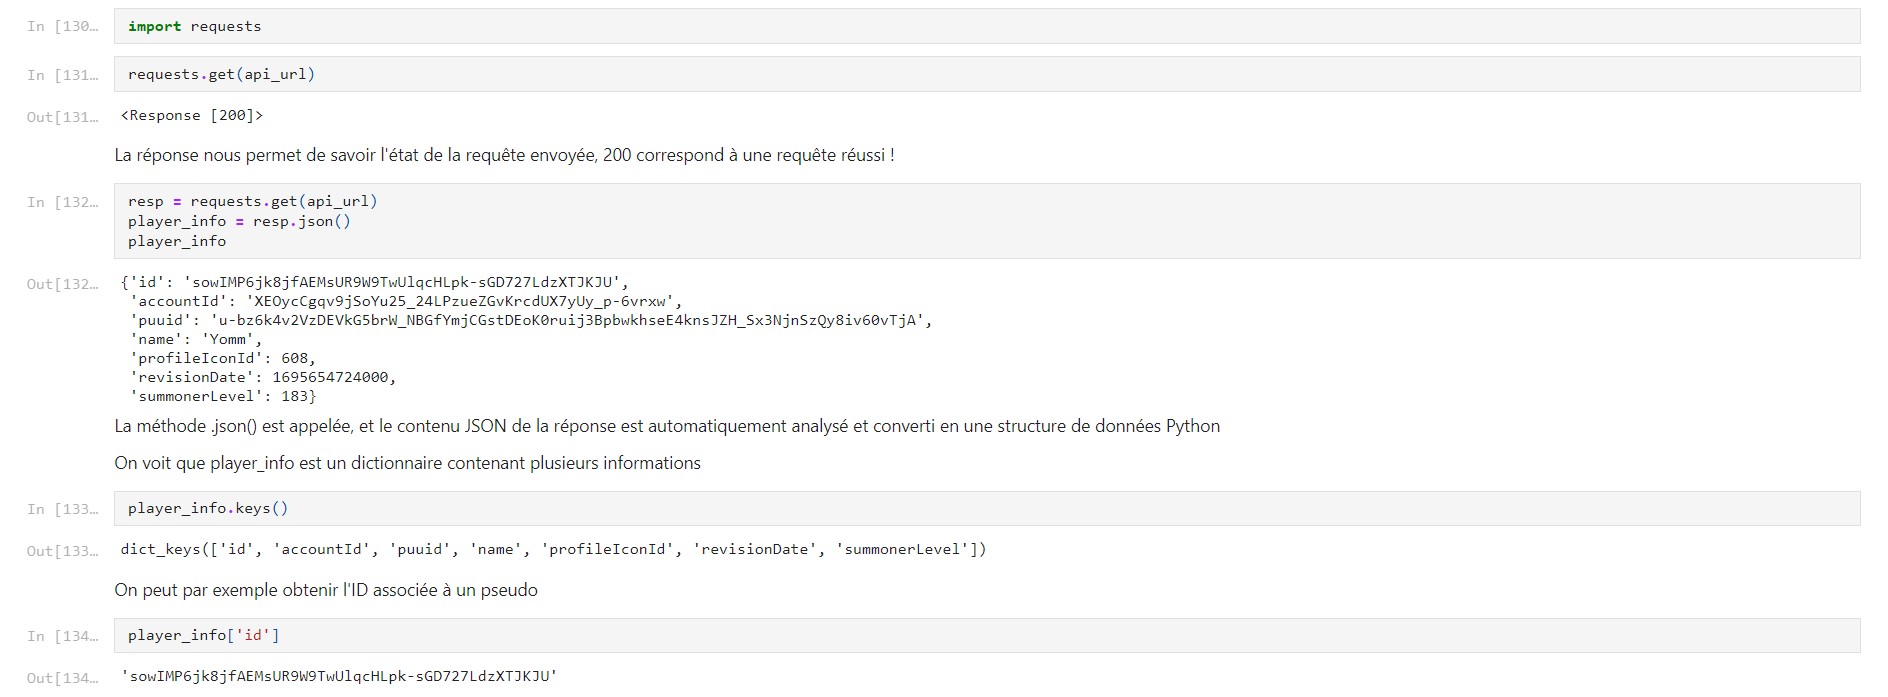 In [130…
import requests
In [131…
requests.get(api_url)
Out[131…
<Response [200]>
La réponse nous permet de savoir l'état de la requête envoyée, 200 correspond à une requête réussi !
In [132…
resp = requests.get(api_url)
player_info = resp.json()
player_info
Out[132…
{'id': 'sowIMP6jk8jfAEMsUR9W9TwUlqcHLpk-sGD727LdzXTJKJU',
'accountId': 'XEOycCgqv9jSoYu25_24LPzueZGvKrcdUX7yUy_p-6vrxw',
'puuid': 'u-bz6k4v2VzDEVkG5brW_NBGfYmjCGstDEoK0ruij3BpbwkhseE4knsJZH_Sx3NjnSzQy8iv60vTjA',
'name': 'Yomm',
'profileIconId': 608,
'revisionDate': 1695654724000,
'summonerLevel': 183}
La méthode .json() est appelée, et le contenu JSON de la réponse est automatiquement analysé et converti en une structure de données Python
On voit que player_info est un dictionnaire contenant plusieurs informations
In [133…
player_info.keys()
Out[133…
dict_keys(['id', 'accountId', 'puuid', 'name', 'profileIconId', 'revisionDate', 'summonerLevel'])
On peut par exemple obtenir l'ID associée à un pseudo
In [134…
player_info['id']
Out[134…
'sowIMP6jk8jfAEMsUR9W9TwUlqcHLpk-sGD727LdzXTJKJU'